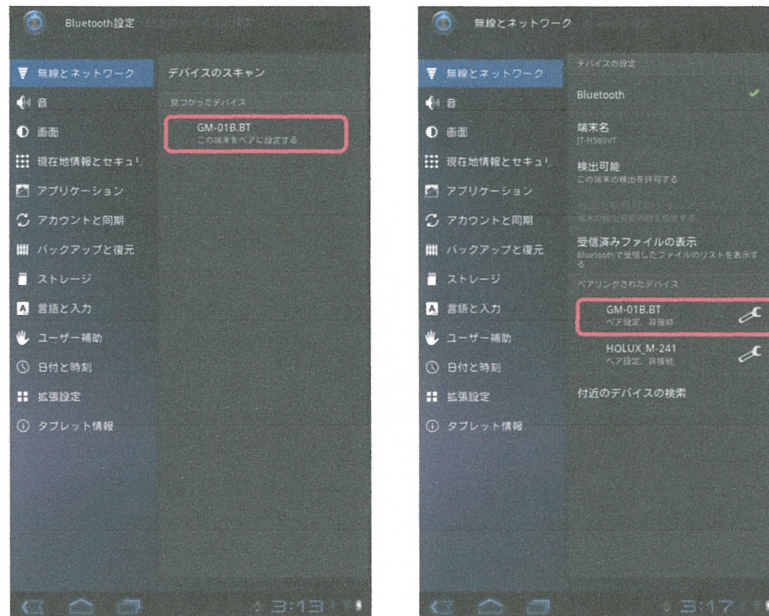 Bluetooth設定
無線とネットワーク
音
画面
現在地情報とセキュリ
アプリケーション
アカウントと同期
バックアップと復元
ストレージ
言語と入力
ユーザー補助
日付と時刻
拡張設定
タブレット情報
デバイスのスキャン
見つかったデバイス
GM-01B.BT
この端末をペアに設定する
3:13
無線とネットワーク
無線とネットワーク
音
画面
現在地情報とセキュリ
アプリケーション
アカウントと同期
バックアップと復元
ストレージ
言語と入力
ユーザー補助
日付と時刻
拡張設定
タブレット情報
デバイスの設定
Bluetooth
端末名
JT-H580VT
検出可能
この端末の検出を許可する
受信済みファイルの表示
Bluetoothで受信したファイルのリストを表示す
る
ペアリングされたデバイス
GM-01B.BT
ペア設定、非接続
HOLUX_M-241
ペア設定、非接続
付近のデバイスの検索
3:17